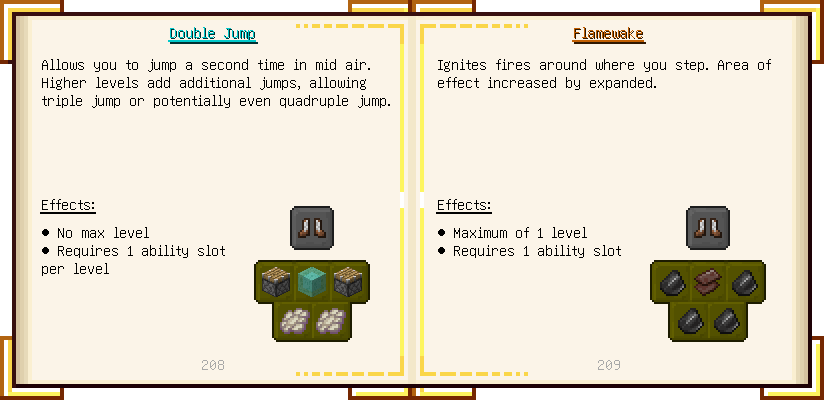 Double Jump
Allows you to jump a second time in mid air.
Higher levels add additional jumps, allowing
triple jump or potentially even quadruple jump.
Effects:
• No max level
• Requires 1 ability slot
per level
208
Flamewake
Ignites fires around where you step. Area of
effect increased by expanded.
Effects:
• Maximum of 1 level
• Requires 1 ability slot
209